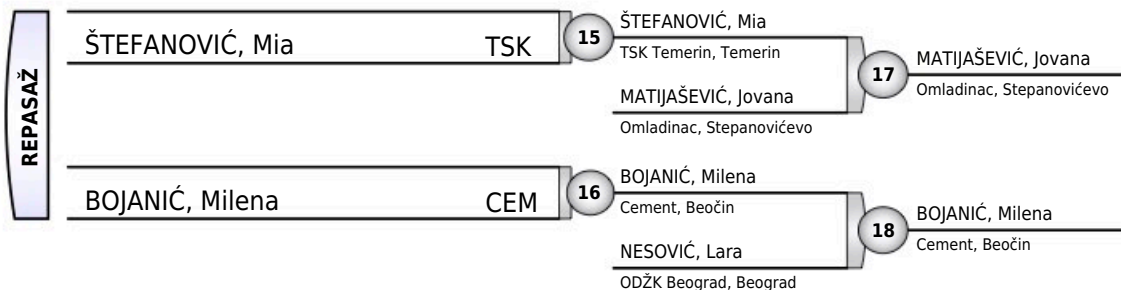 REPASAŽ
ŠTEFANOVIĆ, Mia TSK
15
ŠTEFANOVIĆ, Mia
TSK Temerin, Temerin
MATIJAŠEVIĆ, Jovana
Omladinac, Stepanovićevo
17
MATIJAŠEVIĆ, Jovana
Omladinac, Stepanovićevo
BOJANIĆ, Milena CEM
16
BOJANIĆ, Milena
Cement, Beočin
NESOVIĆ, Lara
ODŽK Beograd, Beograd
18
BOJANIĆ, Milena
Cement, Beočin